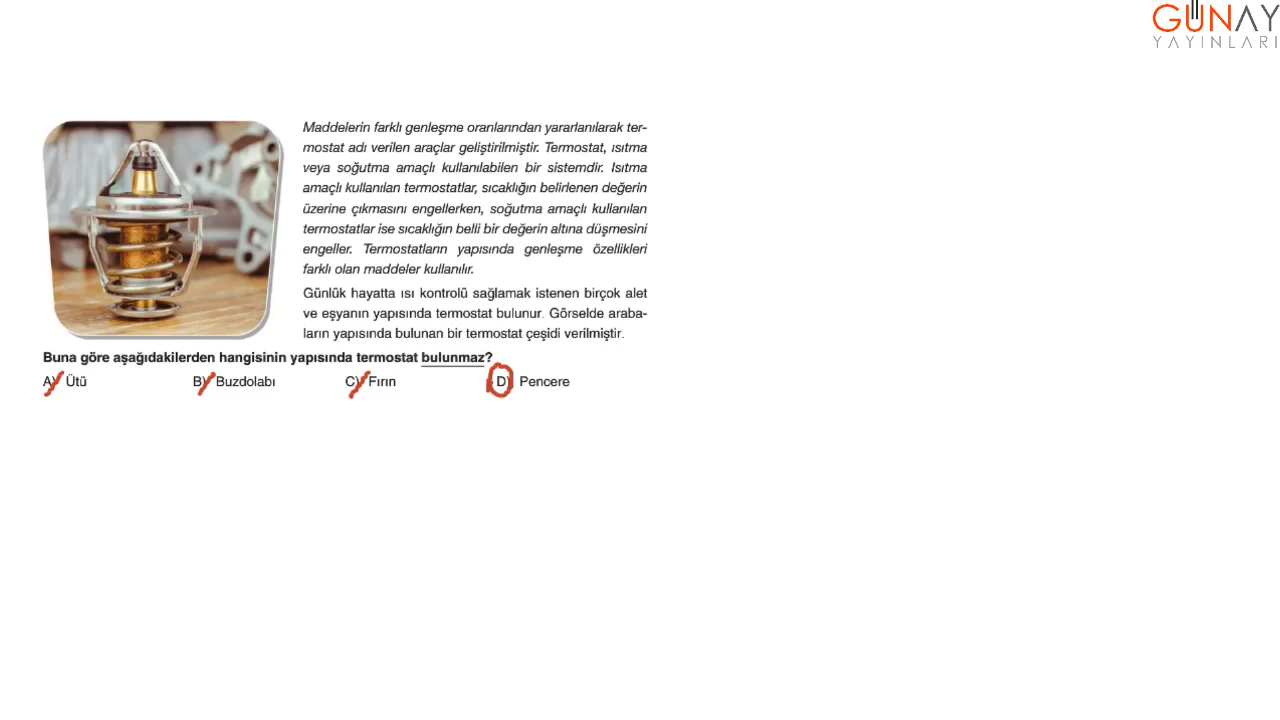 GÜNAY
YAYINLARI
Maddelerin farklı genleşme oranlarından yararlanılarak ter-
mostat adı verilen araçlar geliştirilmiştir. Termostat, ısıtma
veya soğutma amaçlı kullanılabilen bir sistemdir. Isıtma
amaçlı kullanılan termostatlar, sıcaklığın belirlenen değerin
üzerine çıkmasını engellerken, soğutma amaçlı kullanılan
termostatlar ise sıcaklığın belli bir değerin altına düşmesini
engeller. Termostatların yapısında genleşme özellikleri
farklı olan maddeler kullanılır.
Günlük hayatta ısı kontrolü sağlamak istenen birçok alet
ve eşyanın yapısında termostat bulunur. Görselde araba-
ların yapısında bulunan bir termostat çeşidi verilmiştir.
Buna göre aşağıdakilerden hangisinin yapısında termostat bulunmaz?
A) Ütü B) Buzdolabı C) Fırın D) Pencere